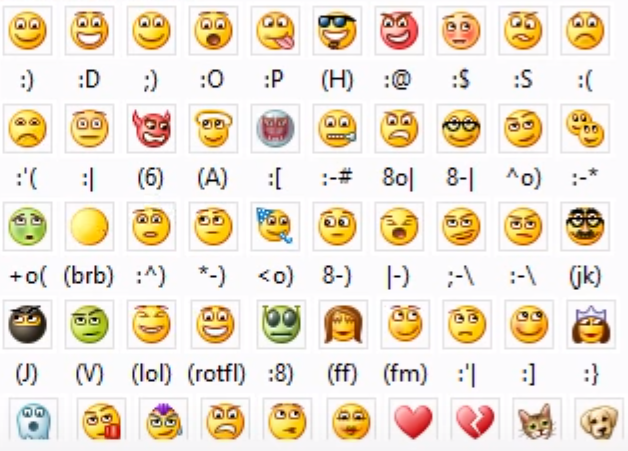 :) :D ;) :O :P (H) :@ :$ :S :(
:'( :| (6) (A) :[ :-# 8o| 8-| ^o) :-*
+o( (brb) :^) *-) <o) 8-) |-) ;-\ :-\ (jk)
(J) (V) (lol) (rotfl) :8) (ff) (fm) :'| :] :}